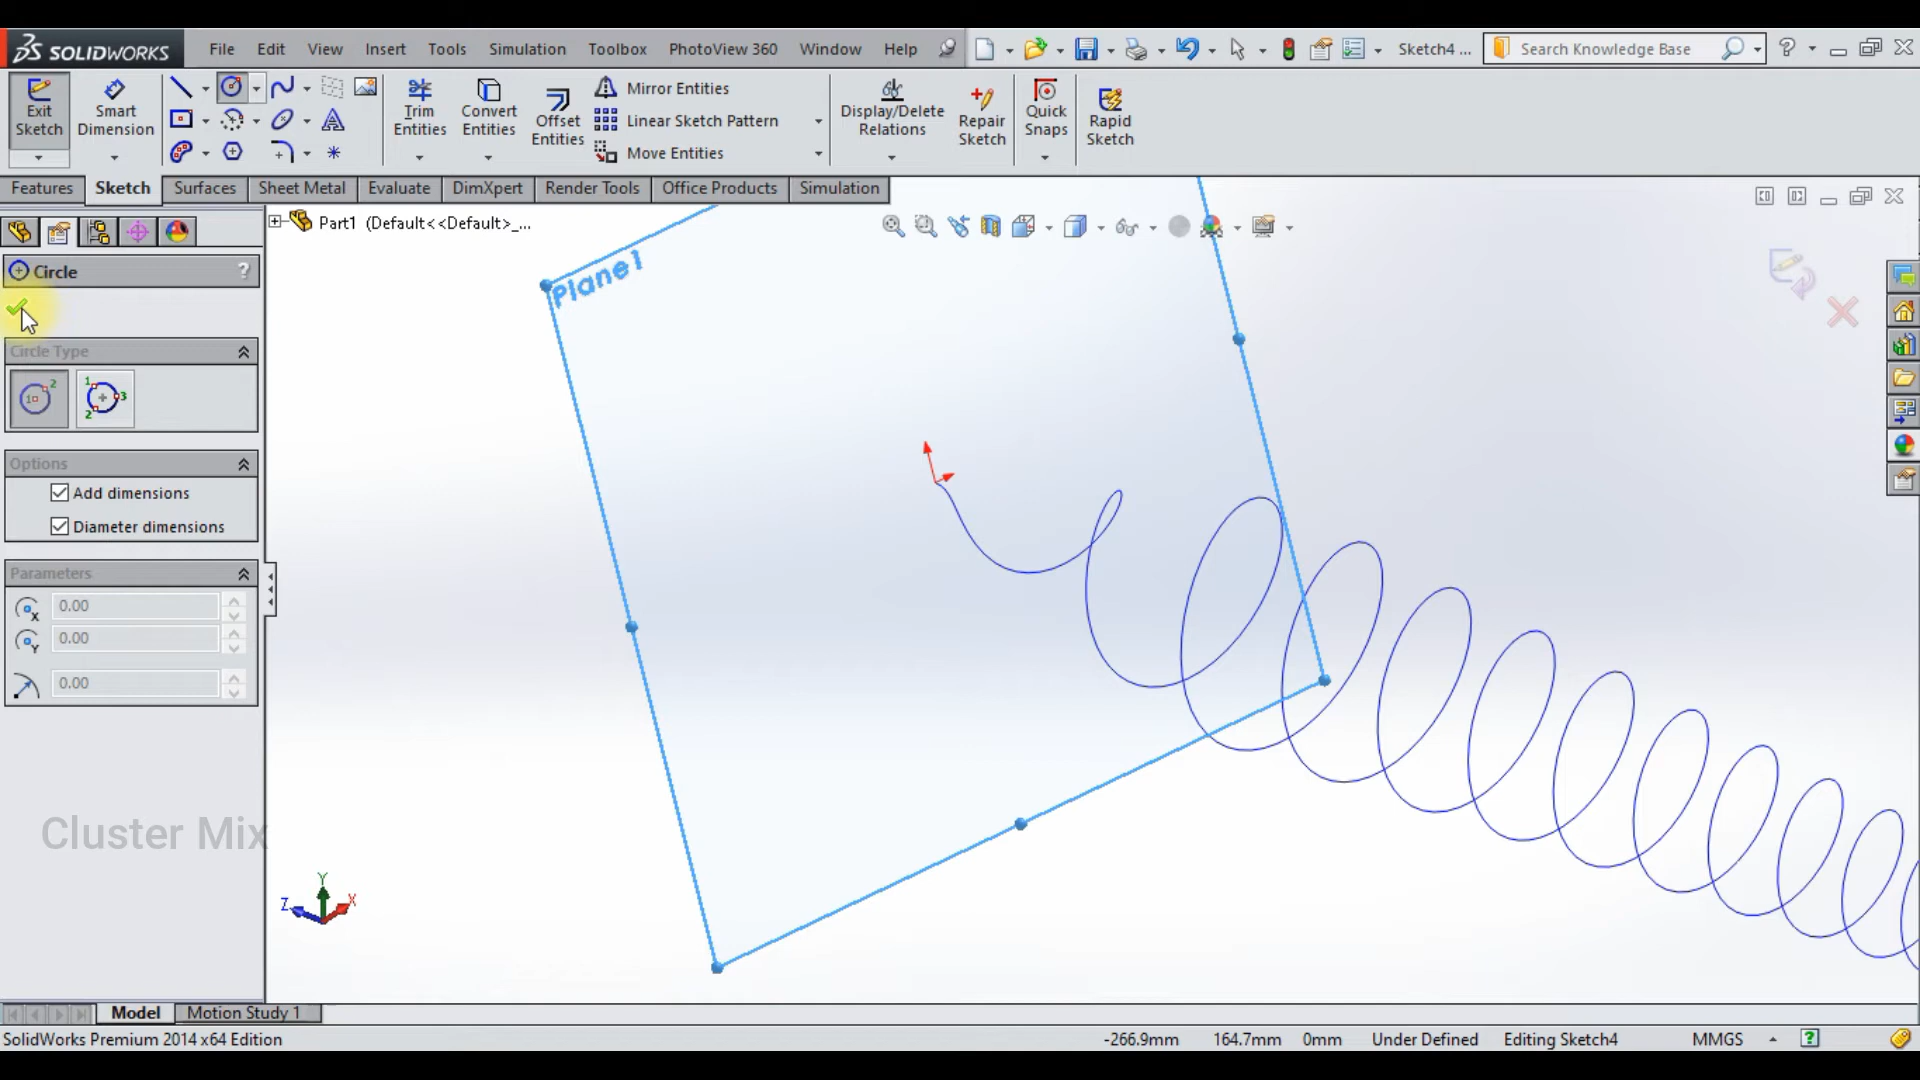 SOLIDWORKS File Edit View Insert Tools Simulation Toolbox PhotoView 360 Window Help Sketch4 ... Search Knowledge Base ?
Exit Sketch
Smart Dimension
Trim Entities
Convert Entities
Offset Entities
Mirror Entities
Linear Sketch Pattern
Move Entities
Display/Delete Relations
Repair Sketch
Quick Snaps
Rapid Sketch
Features Sketch Surfaces Sheet Metal Evaluate DimXpert Render Tools Office Products Simulation
Part1 (Default<<Default>_...
Circle ?
Plane1
Circle Type
Options
Add dimensions
Diameter dimensions
Parameters
0.00
0.00
0.00
Cluster Mix
Y
Z X
Model Motion Study 1
SolidWorks Premium 2014 x64 Edition -266.9mm 164.7mm 0mm Under Defined Editing Sketch4 MMGS ?